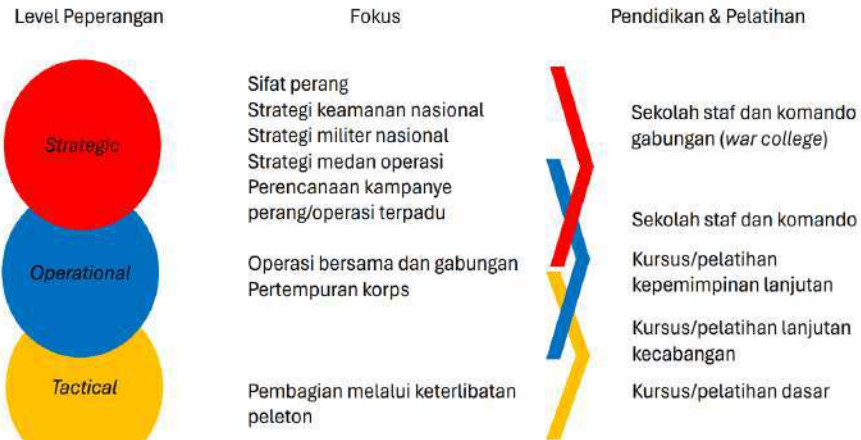 Level Peperangan
Fokus
Pendidikan & Pelatihan
Strategic
Sifat perang
Strategi keamanan nasional
Strategi militer nasional
Strategi medan operasi
Perencanaan kampanye
perang/operasi terpadu
Sekolah staf dan komando
gabungan (war college)
Sekolah staf dan komando
Operational
Operasi bersama dan gabungan
Pertempuran korps
Kursus/pelatihan
kepemimpinan lanjutan
Kursus/pelatihan lanjutan
kecabangan
Tactical
Pembagian melalui keterlibatan
peleton
Kursus/pelatihan dasar